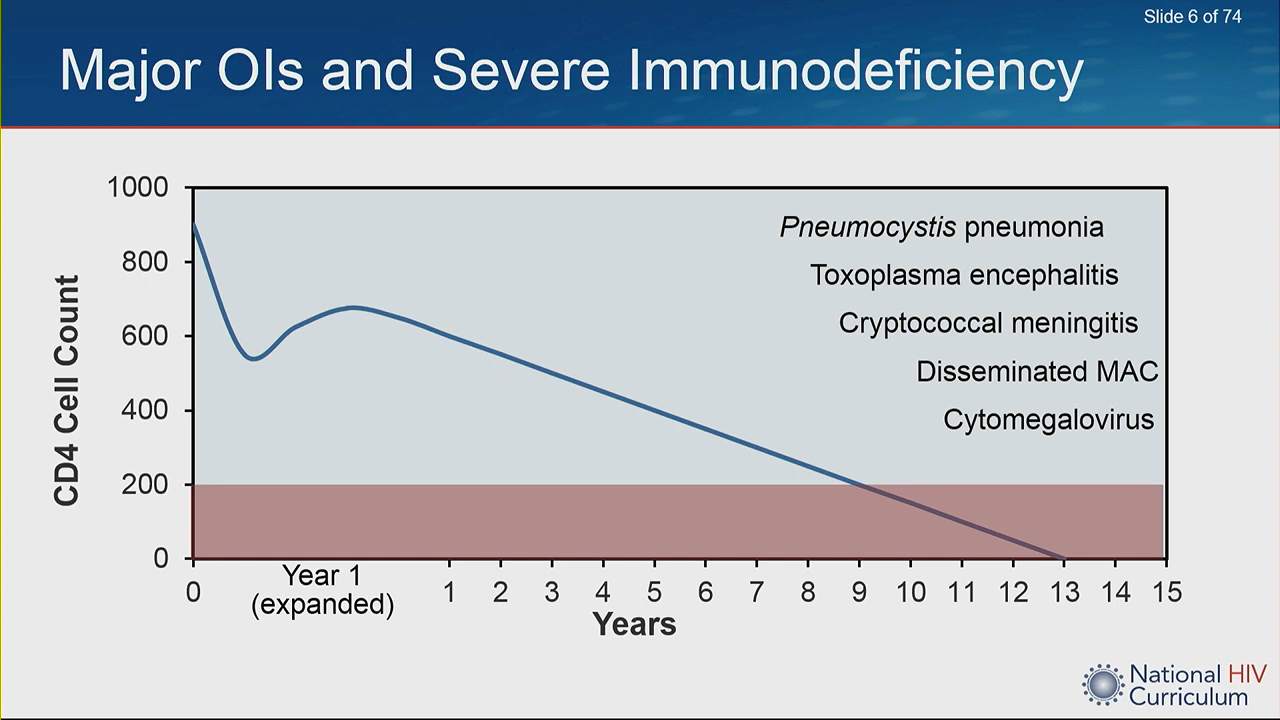 Slide 6 of 74
Major OIs and Severe Immunodeficiency
1000
800
600
400
200
0
CD4 Cell Count
Pneumocystis pneumonia
Toxoplasma encephalitis
Cryptococcal meningitis
Disseminated MAC
Cytomegalovirus
0
Year 1
(expanded)
1 2 3 4 5 6 7 8 9 10 11 12 13 14 15
Years
National HIV
Curriculum